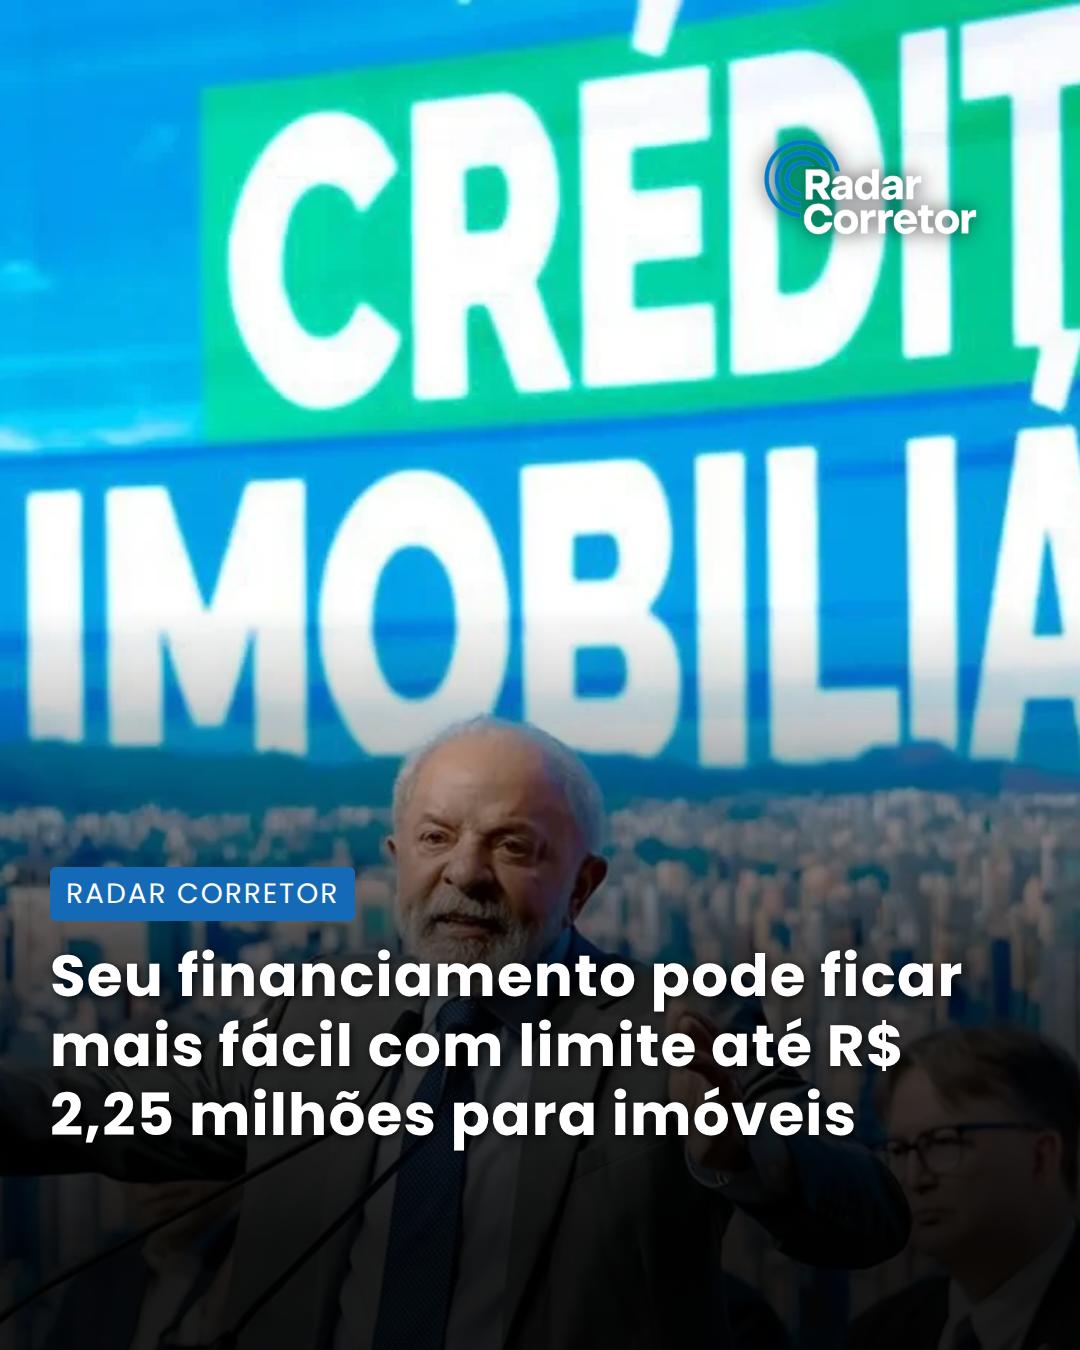 CRÉDIT
Radar
Corretor
IMOBILIÁ
RADAR CORRETOR
Seu financiamento pode ficar
mais fácil com limite até R$
2,25 milhões para imóveis